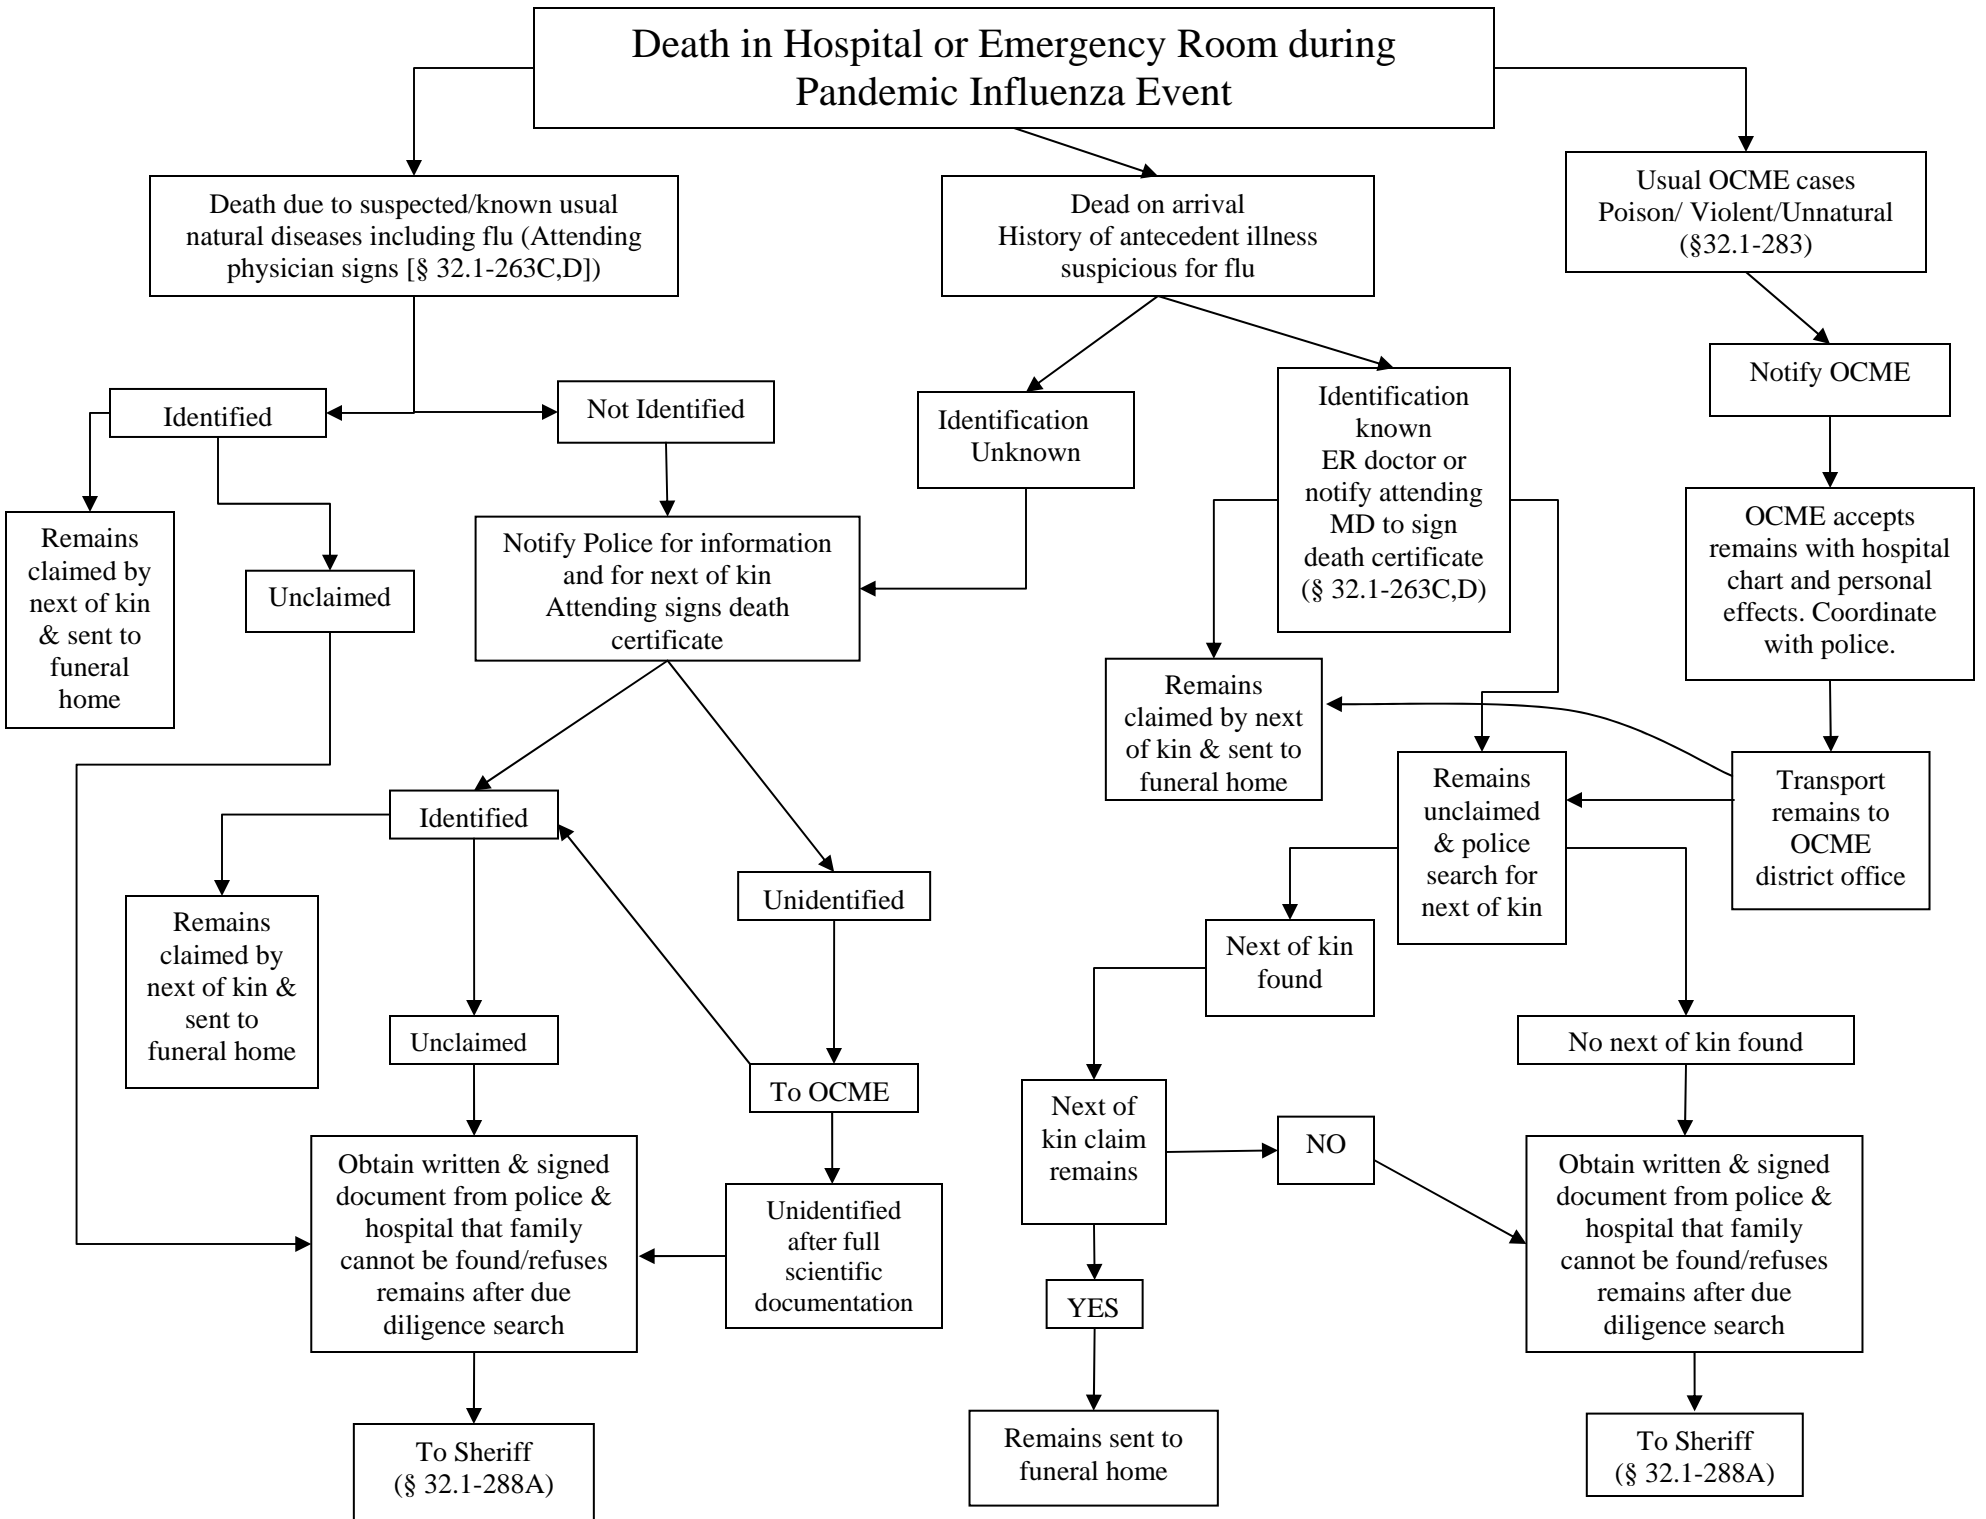 Death in Hospital or Emergency Room during
Pandemic Influenza Event
Death due to suspected/known usual
natural diseases including flu (Attending
physician signs [§ 32.1-263C,D])
Dead on arrival
History of antecedent illness
suspicious for flu
Usual OCME cases
Poison/ Violent/Unnatural
(§32.1-283)
Notify OCME
Identified
Not Identified
Identification
Unknown
Identification
known
ER doctor or
notify attending
MD to sign
death certificate
(§ 32.1-263C,D)
Remains
claimed by
next of kin
& sent to
funeral
home
Unclaimed
Notify Police for information
and for next of kin
Attending signs death
certificate
OCME accepts
remains with hospital
chart and personal
effects. Coordinate
with police.
Remains
claimed by next
of kin & sent to
funeral home
Remains
unclaimed
& police
search for
next of kin
Transport
remains to
OCME
district office
Identified
Unidentified
Remains
claimed by
next of kin &
sent to
funeral home
Unclaimed
To OCME
Next of kin
found
No next of kin found
Next of
kin claim
remains
NO
Obtain written & signed
document from police &
hospital that family
cannot be found/refuses
remains after due
diligence search
Unidentified
after full
scientific
documentation
YES
Obtain written & signed
document from police &
hospital that family
cannot be found/refuses
remains after due
diligence search
To Sheriff
(§ 32.1-288A)
Remains sent to
funeral home
To Sheriff
(§ 32.1-288A)